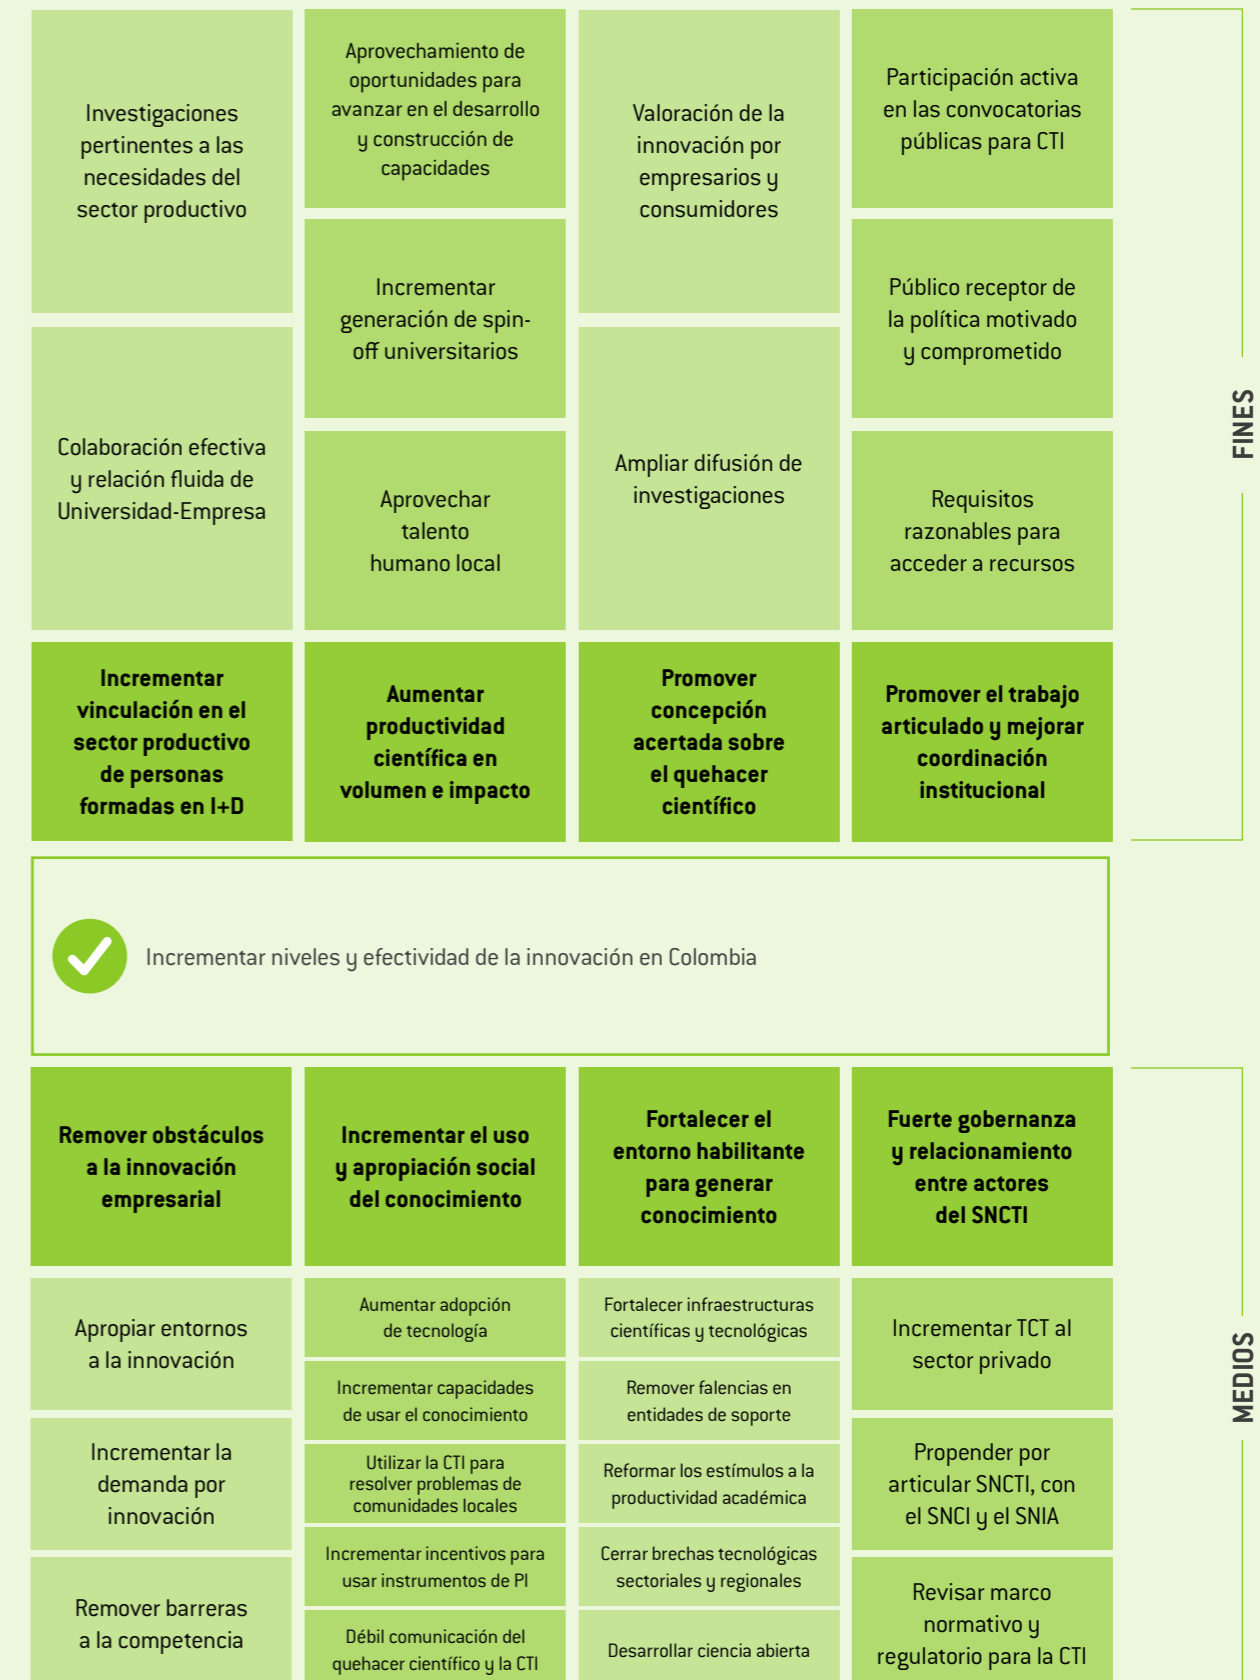 Investigaciones
pertinentes a las
necesidades del
sector productivo
Colaboración efectiva
y relación fluida de
Universidad-Empresa
Aprovechamiento de
oportunidades para
avanzar en el desarrollo
y construcción de
capacidades
Incrementar
generación de spin-
off universitarios
Aprovechar
talento
humano local
Valoración de la
innovación por
empresarios y
consumidores
Ampliar difusión de
investigaciones
Participación activa
en las convocatorias
públicas para CTI
Público receptor de
la política motivado
y comprometido
Requisitos
razonables para
acceder a recursos
Incrementar
vinculación en el
sector productivo
de personas
formadas en I+D
Aumentar
productividad
científica en
volumen e impacto
Promover
concepción
acertada sobre
el quehacer
científico
Promover el trabajo
articulado y mejorar
coordinación
institucional
FINES
Incrementar niveles y efectividad de la innovación en Colombia
Remover obstáculos
a la innovación
empresarial
Incrementar el uso
y apropiación social
del conocimiento
Fortalecer el
entorno habilitante
para generar
conocimiento
Fuerte gobernanza
y relacionamiento
entre actores
del SNCTI
Apropiar entornos
a la innovación
Incrementar la
demanda por
innovación
Remover barreras
a la competencia
Aumentar adopción
de tecnología
Incrementar capacidades
de usar el conocimiento
Utilizar la CTI para
resolver problemas de
comunidades locales
Incrementar incentivos para
usar instrumentos de PI
Débil comunicación del
quehacer científico y la CTI
Fortalecer infraestructuras
científicas y tecnológicas
Remover falencias en
entidades de soporte
Reformar los estímulos a la
productividad académica
Cerrar brechas tecnológicas
sectoriales y regionales
Desarrollar ciencia abierta
Incrementar TCT al
sector privado
Propender por
articular SNCTI, con
el SNCI y el SNIA
Revisar marco
normativo y
regulatorio para la CTI
MEDIOS